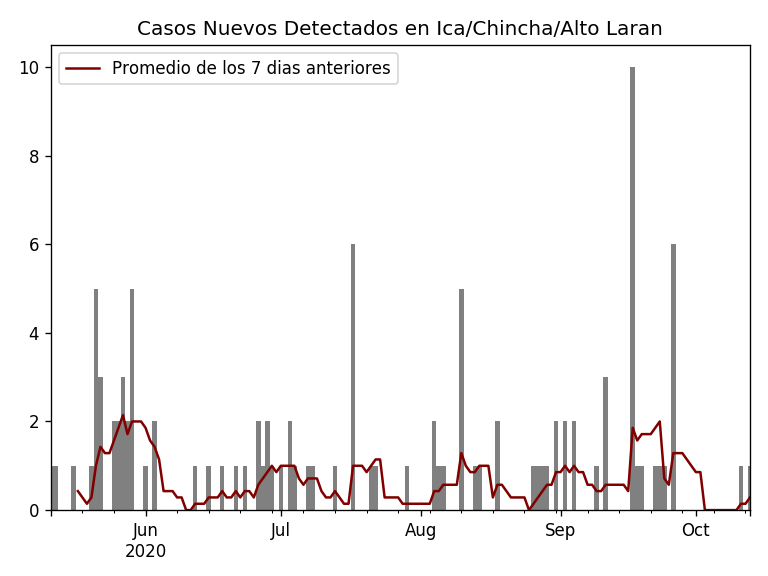 Casos Nuevos Detectados en Ica/Chincha/Alto Laran
Promedio de los 7 dias anteriores
10
8
6
4
2
0
Jun Jul Aug Sep Oct
2020